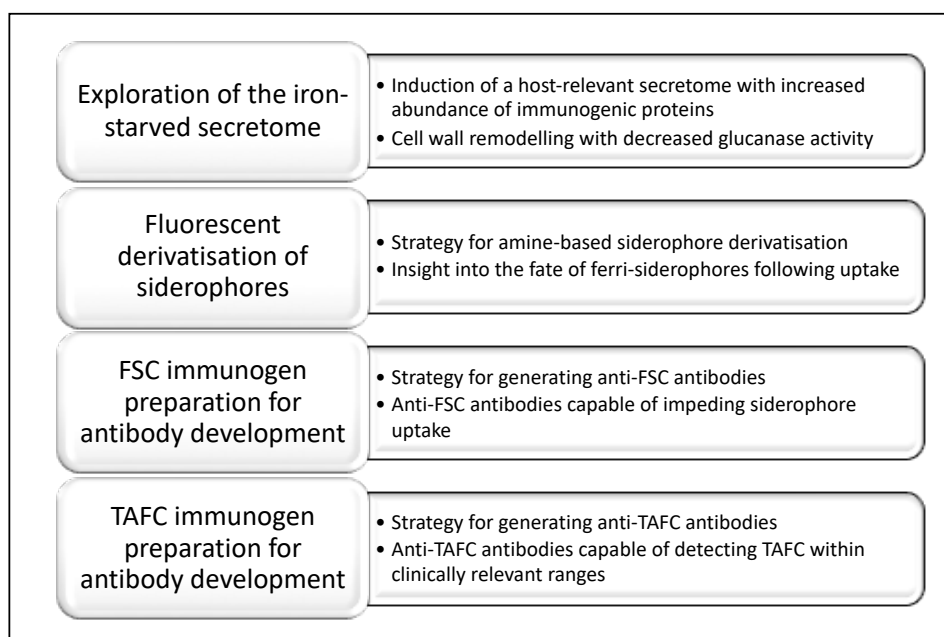 Exploration of the iron-
starved secretome
• Induction of a host-relevant secretome with increased
abundance of immunogenic proteins
• Cell wall remodelling with decreased glucanase activity
Fluorescent
derivatisation of
siderophores
• Strategy for amine-based siderophore derivatisation
• Insight into the fate of ferri-siderophores following uptake
FSC immunogen
preparation for
antibody development
• Strategy for generating anti-FSC antibodies
• Anti-FSC antibodies capable of impeding siderophore
uptake
TAFC immunogen
preparation for
antibody development
• Strategy for generating anti-TAFC antibodies
• Anti-TAFC antibodies capable of detecting TAFC within
clinically relevant ranges